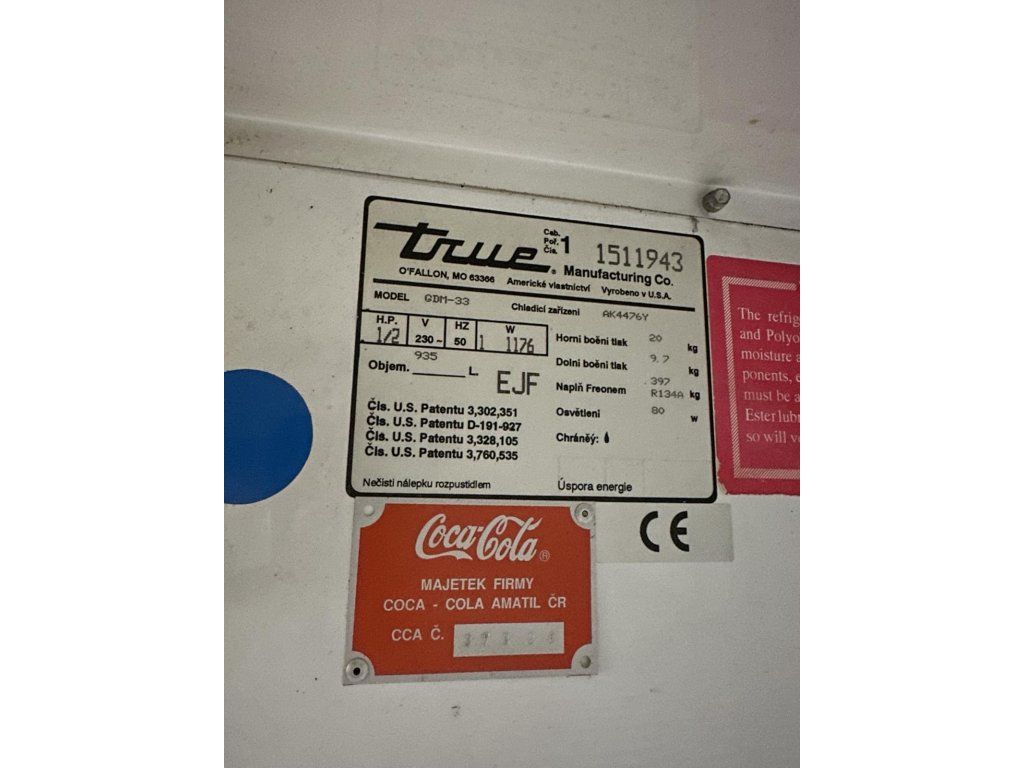 true®
Cab.
Poř. 1
Čís.
1511943
Manufacturing Co.
O'FALLON, MO 63366 Americké vlastnictví Vyrobeno v U.S.A.
MODEL GDM-33 Chladící zařízení AK4476Y
H.P. V HZ W
1/2 230~ 50 1 1176
Horní boční tlak 20 kg
Dolní boční tlak 9.7 kg
Objem. 935 L.
EJF
Naplň Freonem .397 R134A kg
Osvětlení 80 W
Chráněý:
Čís. U.S. Patentu 3,302,351
Čís. U.S. Patentu D-191-927
Čís. U.S. Patentu 3,328,105
Čís. U.S. Patentu 3,760,535
Nečisti nálepku rozpustidlem Úspora energie
The refrig
and Polyo
moisture a
ponents, e
must be a
Ester lub
so will v
CE
Coca-Cola®
MAJETEK FIRMY
COCA - COLA AMATIL ČR
CCA Č.